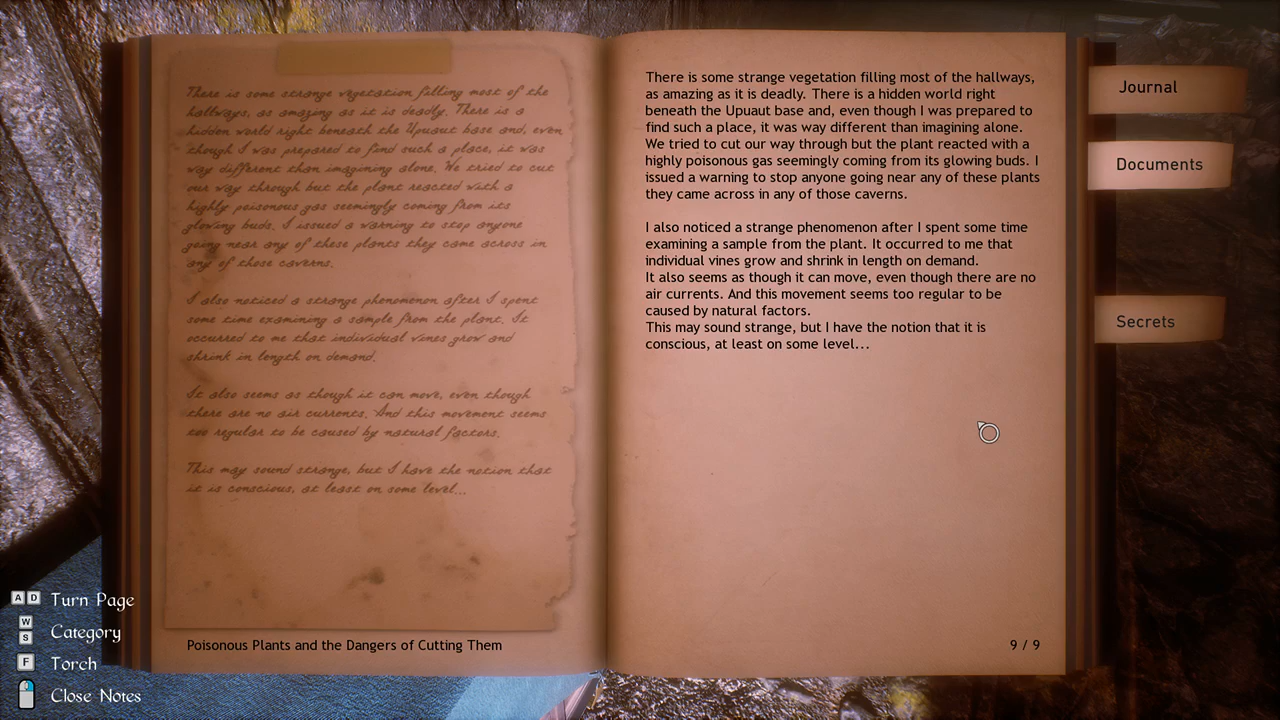 There is some strange vegetation filling most of the
hallways, as amazing as it is deadly. There is a
hidden world right beneath the Upuaut base and, even
though I was prepared to find such a place, it was
way different than imagining alone. We tried to cut
our way through but the plant reacted with a
highly poisonous gas seemingly coming from its
glowing buds. I issued a warning to stop anyone
going near any of these plants they came across in
any of those caverns.
I also noticed a strange phenomenon after I spent
some time examining a sample from the plant. It
occurred to me that individual vines grow and
shrink in length on demand.
It also seems as though it can move, even though
there are no air currents. And this movement seems
too regular to be caused by natural factors.
This may sound strange, but I have the notion that
it is conscious, at least on some level...
Poisonous Plants and the Dangers of Cutting Them
There is some strange vegetation filling most of the hallways,
as amazing as it is deadly. There is a hidden world right
beneath the Upuaut base and, even though I was prepared to
find such a place, it was way different than imagining alone.
We tried to cut our way through but the plant reacted with a
highly poisonous gas seemingly coming from its glowing buds. I
issued a warning to stop anyone going near any of these plants
they came across in any of those caverns.
I also noticed a strange phenomenon after I spent some time
examining a sample from the plant. It occurred to me that
individual vines grow and shrink in length on demand.
It also seems as though it can move, even though there are no
air currents. And this movement seems too regular to be
caused by natural factors.
This may sound strange, but I have the notion that it is
conscious, at least on some level...
9 / 9
Journal
Documents
Secrets
A D Turn Page
W
S Category
F Torch
Close Notes